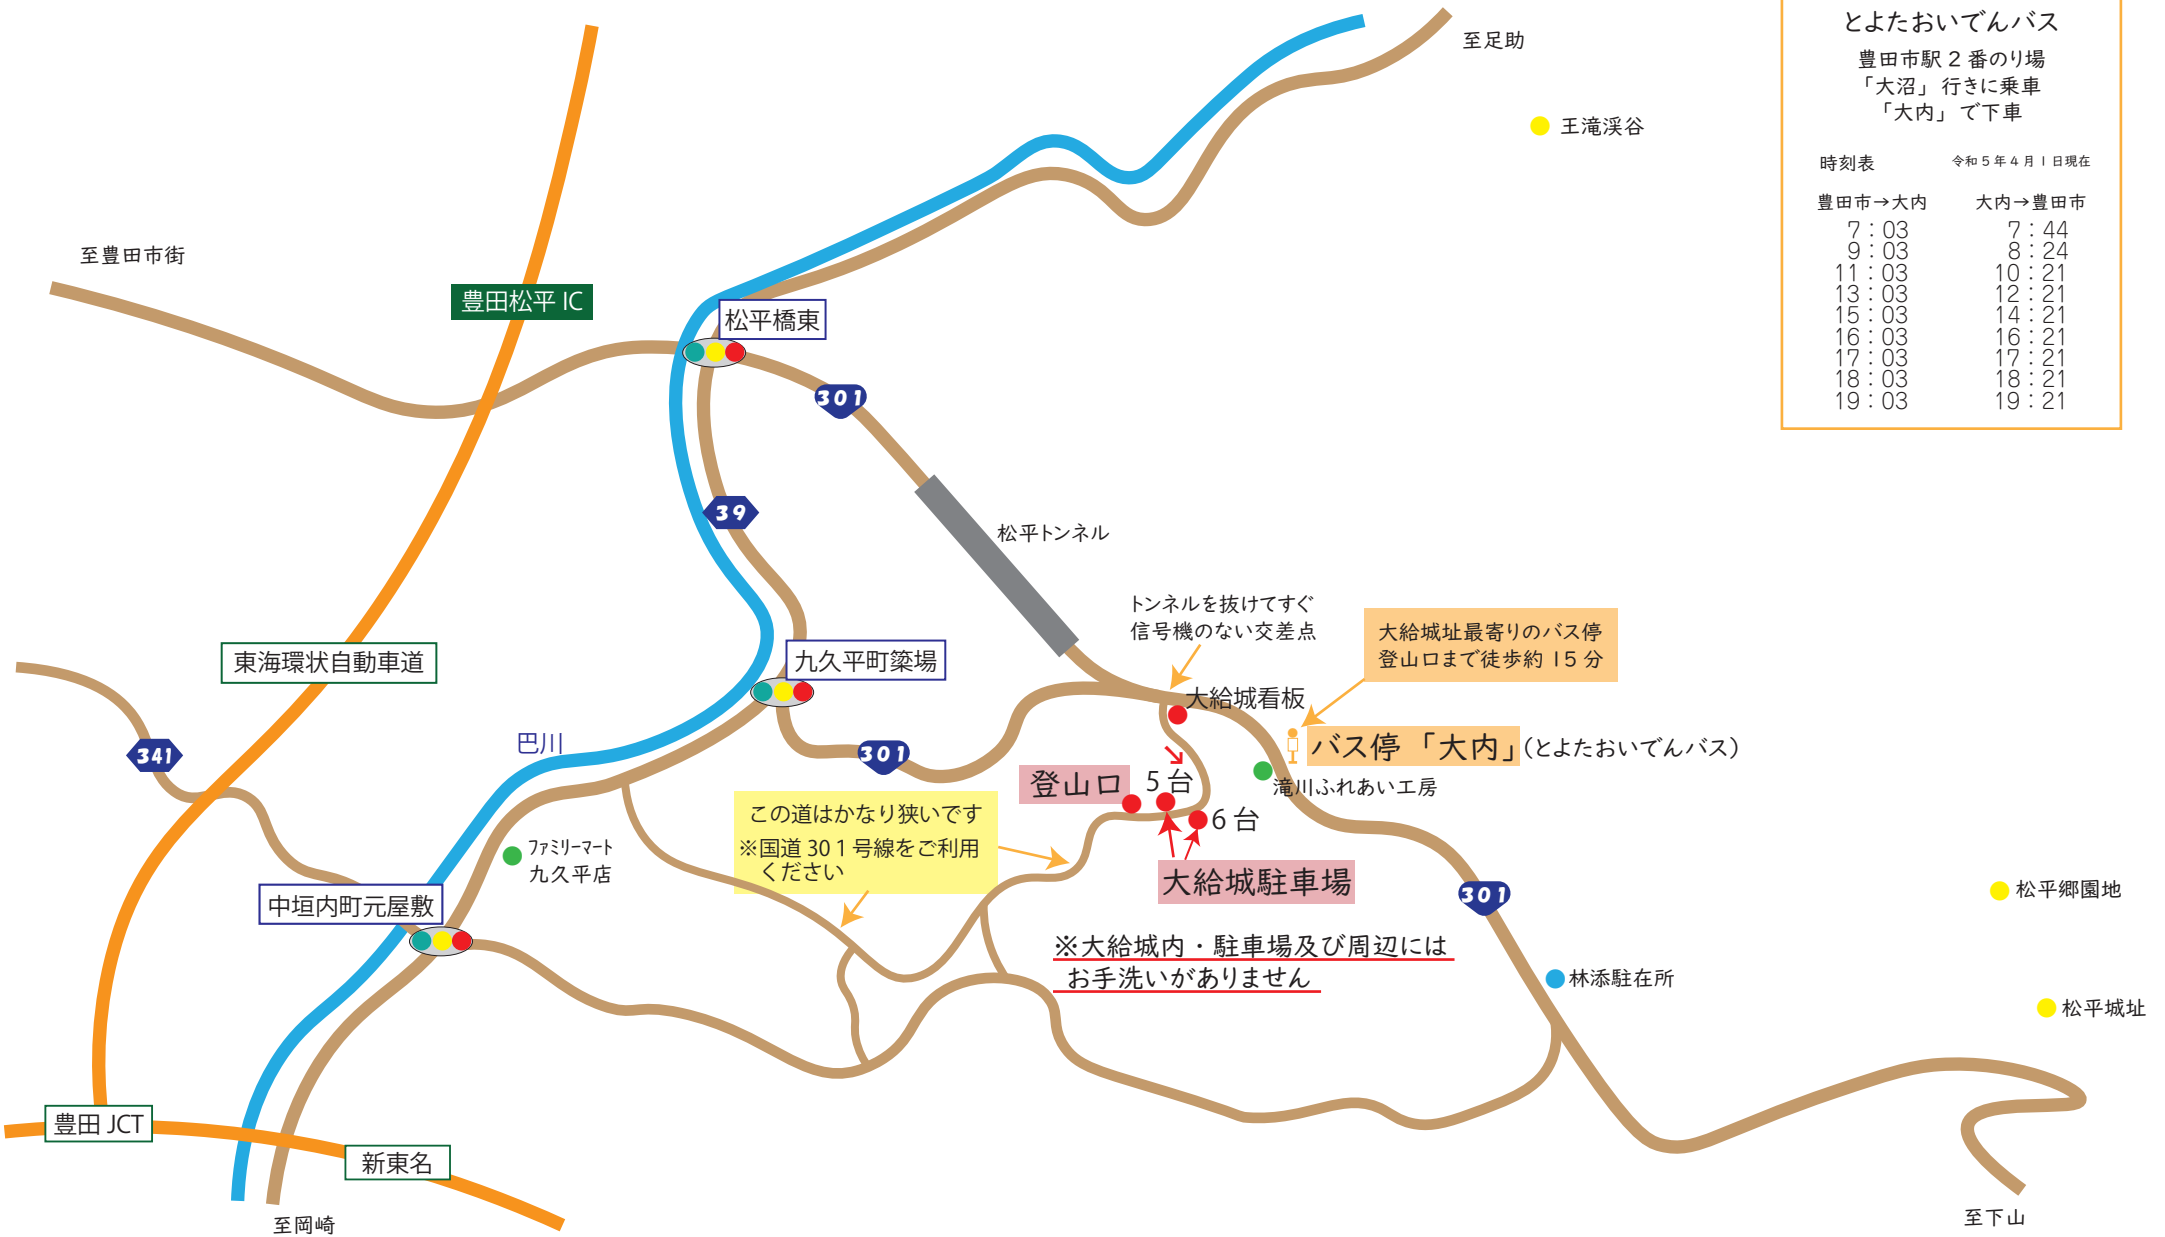 とよたおいでんバス
豊田市駅2番のり場
「大沼」行きに乗車
「大内」で下車
時刻表 令和5年4月1日現在
豊田市→大内 大内→豊田市
7:03 7:44
9:03 8:24
11:03 10:21
13:03 12:21
15:03 14:21
16:03 16:21
17:03 17:21
18:03 18:21
19:03 19:21
至足助
王滝渓谷
至豊田市街
豊田松平 IC
松平橋東
301
39
松平トンネル
トンネルを抜けてすぐ
信号機のない交差点
大給城址最寄りのバス停
登山口まで徒歩約15分
東海環状自動車道
九久平町簗場
大給城看板
バス停「大内」(とよたおいでんバス)
341
巴川
301
登山口
5台
滝川ふれあい工房
6台
この道はかなり狭いです
※国道301号線をご利用
ください
ファミリーマート
九久平店
大給城駐車場
中垣内町元屋敷
301
松平郷園地
※大給城内・駐車場及び周辺には
お手洗いがありません
林添駐在所
松平城址
豊田 JCT
新東名
至岡崎
至下山